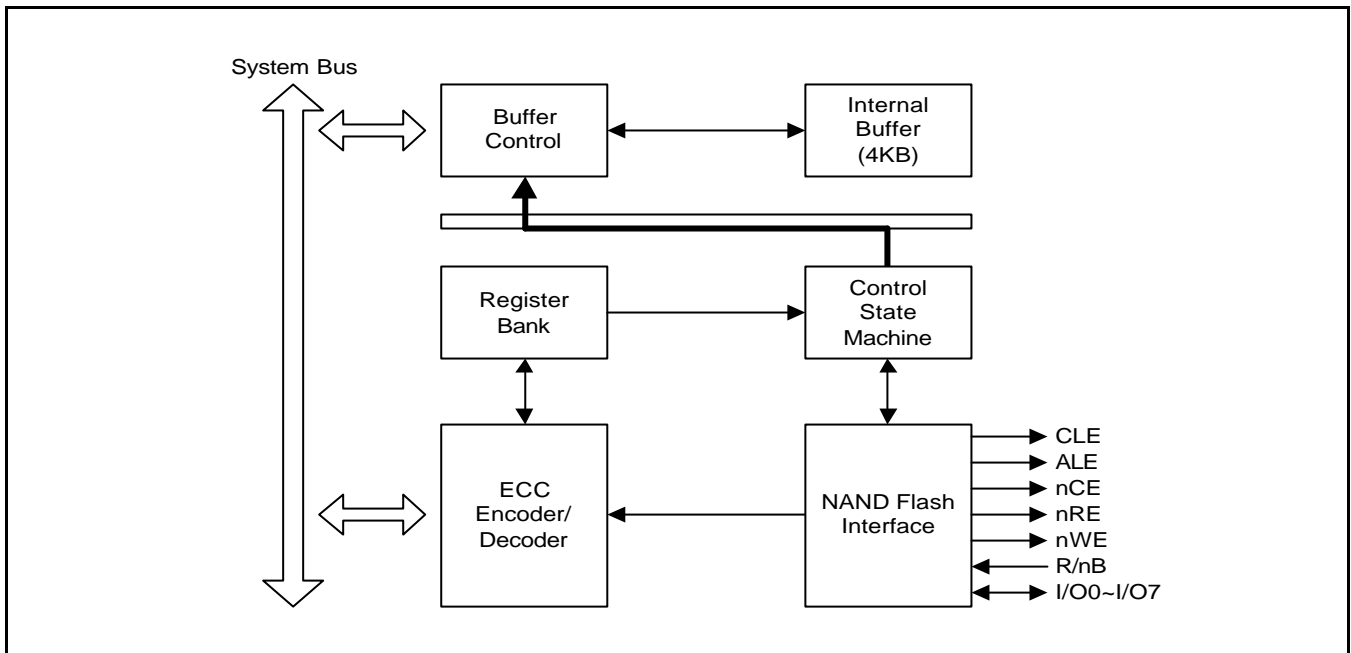 System Bus
Buffer
Control
Internal
Buffer
(4KB)
Register
Bank
Control
State
Machine
ECC
Encoder/
Decoder
NAND Flash
Interface
CLE
ALE
nCE
nRE
nWE
R/nB
I/O0~I/O7